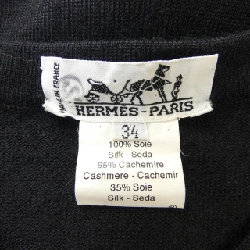 MADE IN FRANCE
HERMES-PARIS
34
100% Soie
Silk - Seda
65% Cachemire
Cashmere - Cachemir
35% Soie
Silk - Seda